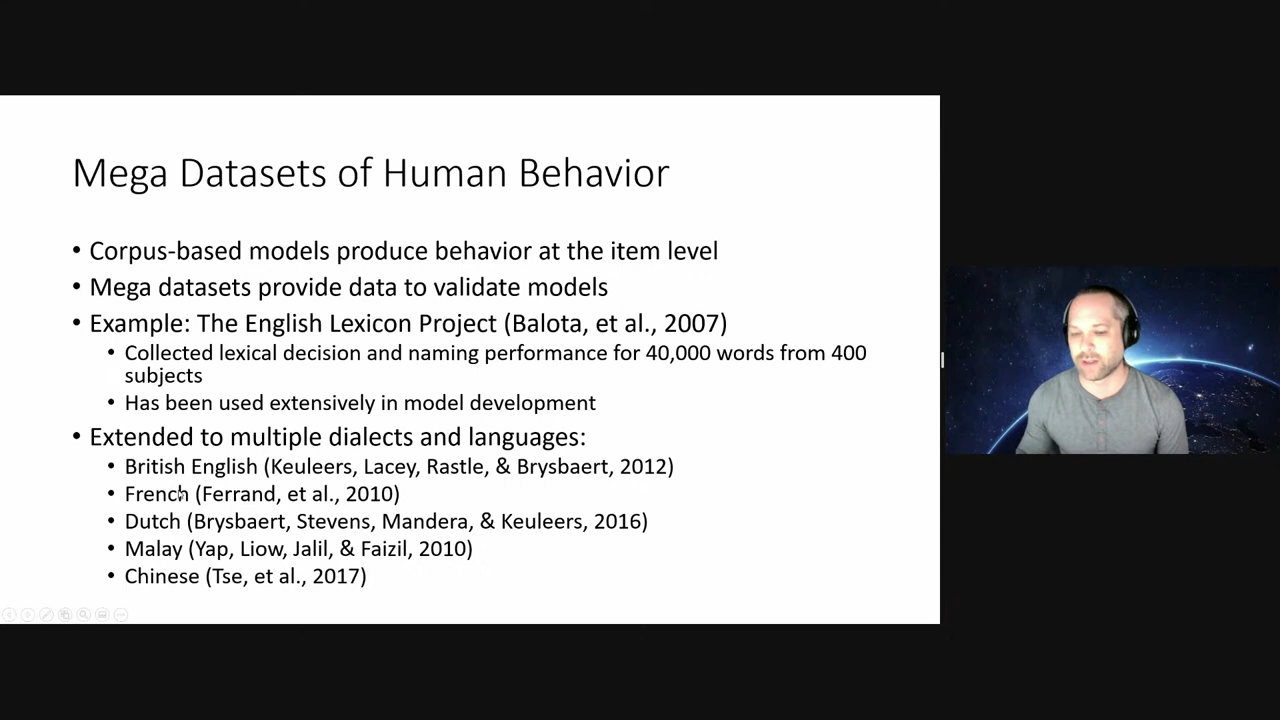 Mega Datasets of Human Behavior
• Corpus-based models produce behavior at the item level
• Mega datasets provide data to validate models
• Example: The English Lexicon Project (Balota, et al., 2007)
• Collected lexical decision and naming performance for 40,000 words from 400
subjects
• Has been used extensively in model development
• Extended to multiple dialects and languages:
• British English (Keuleers, Lacey, Rastle, & Brysbaert, 2012)
• French (Ferrand, et al., 2010)
• Dutch (Brysbaert, Stevens, Mandera, & Keuleers, 2016)
• Malay (Yap, Liow, Jalil, & Faizil, 2010)
• Chinese (Tse, et al., 2017)